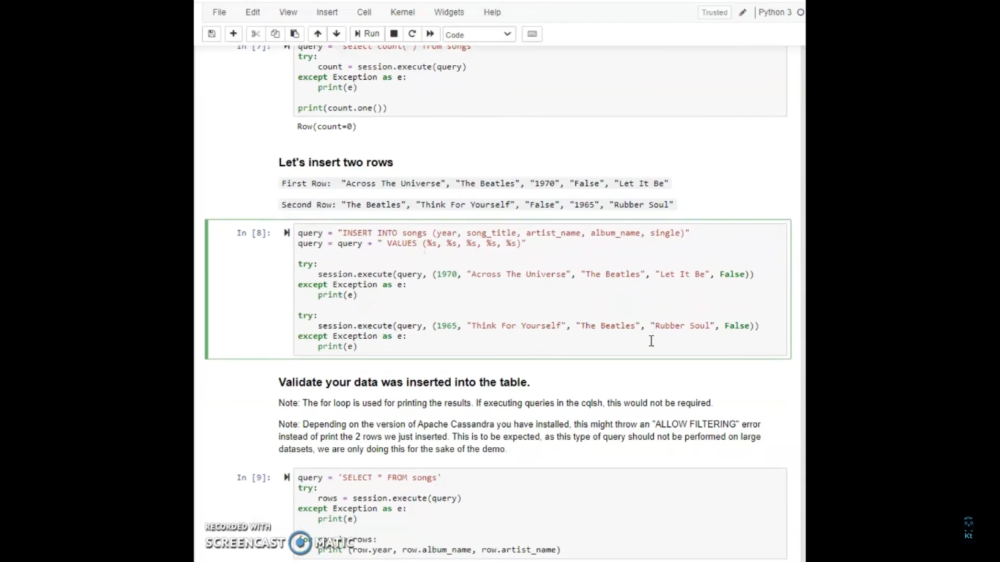 File Edit View Insert Cell Kernel Widgets Help Trusted Python 3
Run Code
In [7]: query = "select count(*) from songs
try:
count = session.execute(query)
except Exception as e:
print(e)
print(count.one())
Row(count=0)
Let's insert two rows
First Row: "Across The Universe", "The Beatles", "1970", "False", "Let It Be"
Second Row: "The Beatles", "Think For Yourself", "False", "1965", "Rubber Soul"
In [8]: query = "INSERT INTO songs (year, song_title, artist_name, album_name, single)"
query = query + " VALUES (%s, %s, %s, %s, %s)"
try:
session.execute(query, (1970, "Across The Universe", "The Beatles", "Let It Be", False))
except Exception as e:
print(e)
try:
session.execute(query, (1965, "Think For Yourself", "The Beatles", "Rubber Soul", False))
except Exception as e:
print(e)
Validate your data was inserted into the table.
Note: The for loop is used for printing the results. If executing queries in the cqlsh, this would not be required.
Note: Depending on the version of Apache Cassandra you have installed, this might throw an "ALLOW FILTERING" error
instead of print the 2 rows we just inserted. This is to be expected, as this type of query should not be performed on large
datasets, we are only doing this for the sake of the demo.
In [9]: query = 'SELECT * FROM songs'
try:
rows = session.execute(query)
except Exception as e:
print(e)
rows:
print (row.year, row.album_name, row.artist_name)
RECORDED WITH
SCREENCAST MATIC
Kt